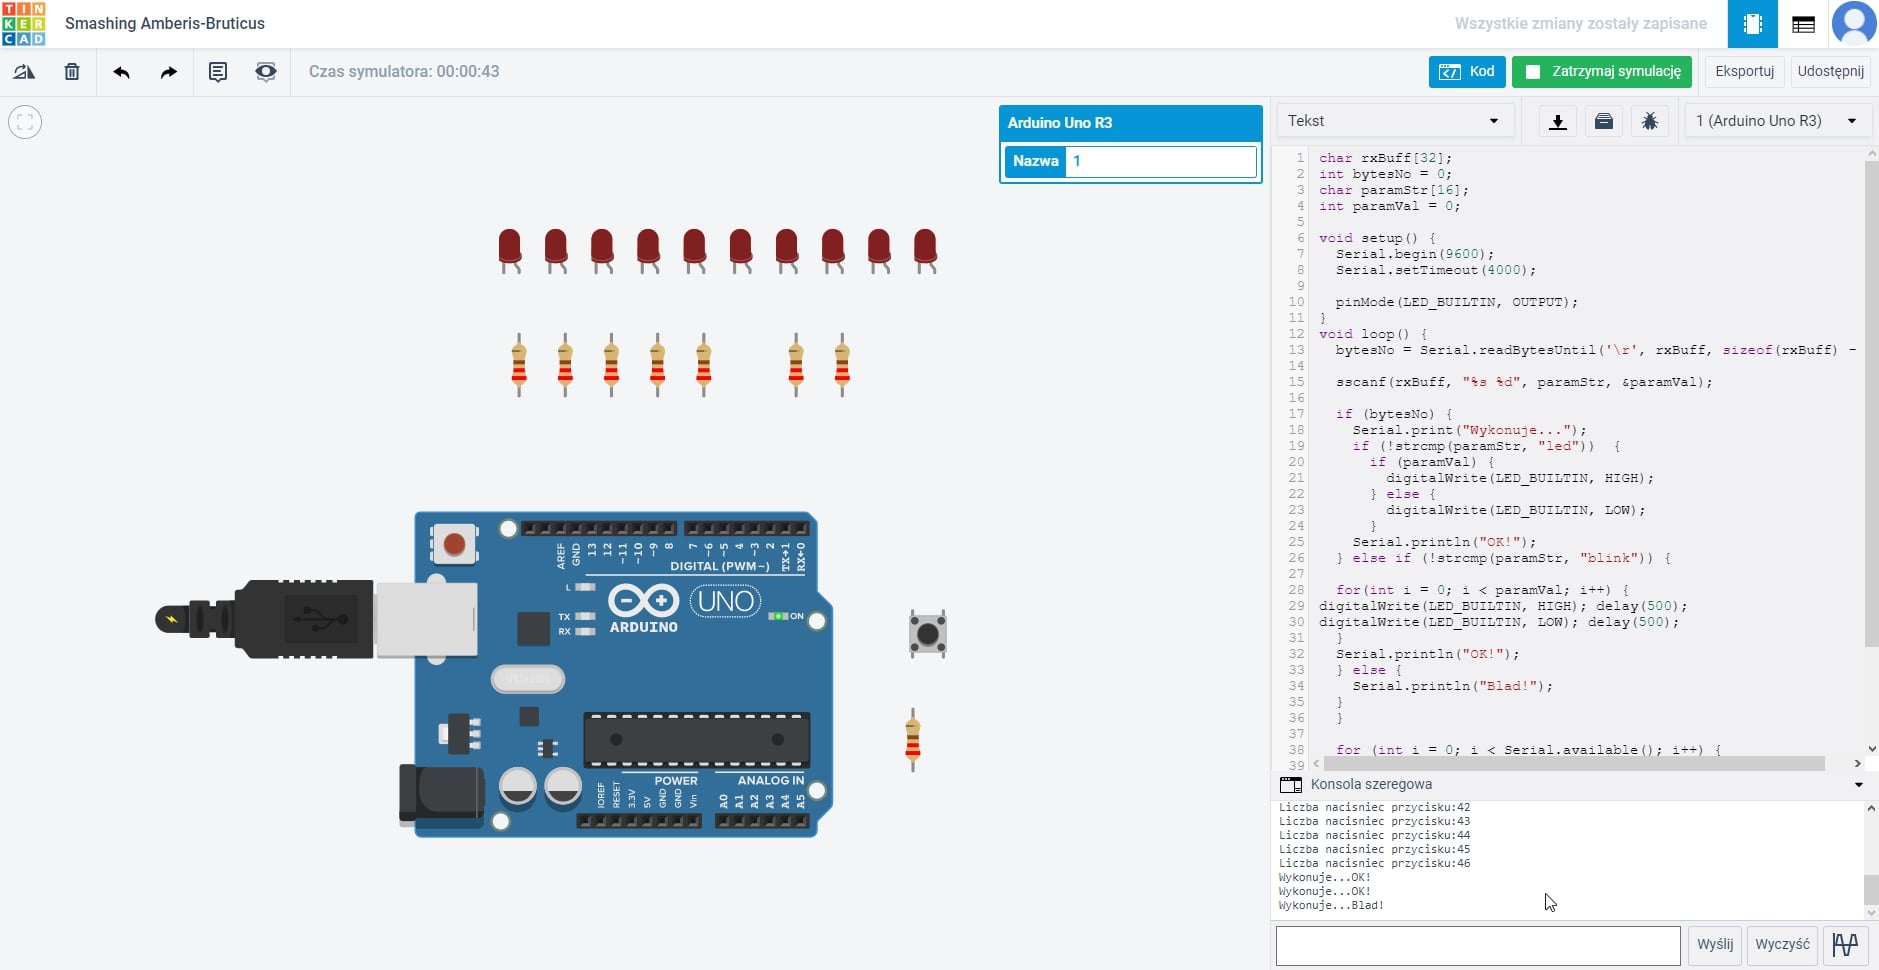 TIN
KER
CAD
Smashing Amberis-Bruticus
Wszystkie zmiany zostały zapisane
Czas symulatora: 00:00:43
Kod
Zatrzymaj symulację
Eksportuj
Udostępnij
Arduino Uno R3
Nazwa 1
Tekst
1 (Arduino Uno R3)
1 char rxBuff[32];
2 int bytesNo = 0;
3 char paramStr[16];
4 int paramVal = 0;
5
6 void setup() {
7 Serial.begin(9600);
8 Serial.setTimeout(4000);
9
10 pinMode(LED_BUILTIN, OUTPUT);
11 }
12 void loop() {
13 bytesNo = Serial.readBytesUntil('\r', rxBuff, sizeof(rxBuff) -
14
15 sscanf(rxBuff, "%s %d", paramStr, &paramVal);
16
17 if (bytesNo) {
18 Serial.print("Wykonuje...");
19 if (!strcmp(paramStr, "led")) {
20 if (paramVal) {
21 digitalWrite(LED_BUILTIN, HIGH);
22 } else {
23 digitalWrite(LED_BUILTIN, LOW);
24 }
25 Serial.println("OK!");
26 } else if (!strcmp(paramStr, "blink")) {
27
28 for(int i = 0; i < paramVal; i++) {
29 digitalWrite(LED_BUILTIN, HIGH); delay(500);
30 digitalWrite(LED_BUILTIN, LOW); delay(500);
31 }
32 Serial.println("OK!");
33 } else {
34 Serial.println("Blad!");
35 }
36 }
37
38 for (int i = 0; i < Serial.available(); i++) {
39
AREF GND 13 12 ~11 ~10 ~9 8 7 ~6 ~5 4 ~3 2 TX→1 RX←0
DIGITAL (PWM~)
L
TX
RX
UNO
ON
ARDUINO
POWER
ANALOG IN
IOREF RESET 3.3V 5V GND GND Vin A0 A1 A2 A3 A4 A5
Konsola szeregowa
Liczba nacisniec przycisku:42
Liczba nacisniec przycisku:43
Liczba nacisniec przycisku:44
Liczba nacisniec przycisku:45
Liczba nacisniec przycisku:46
Wykonuje...OK!
Wykonuje...OK!
Wykonuje...Blad!
Wyślij
Wyczyść